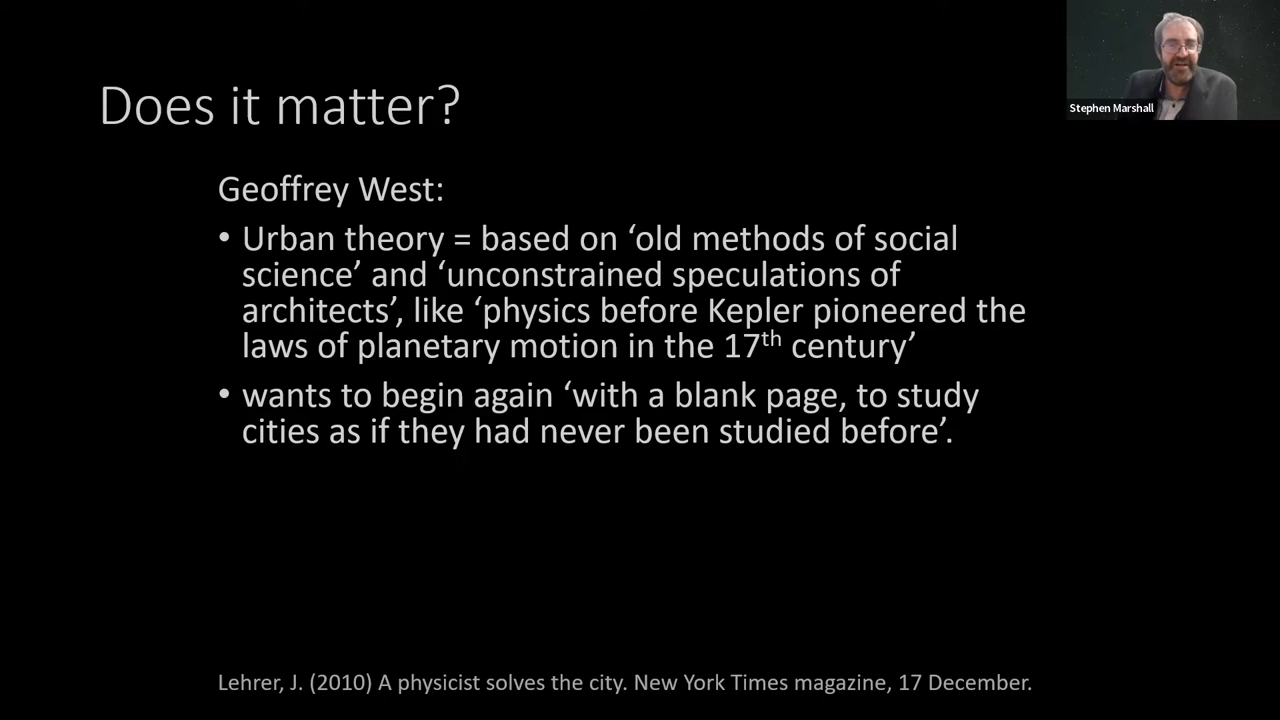 Does it matter?
Stephen Marshall
Geoffrey West:
• Urban theory = based on ‘old methods of social
science’ and ‘unconstrained speculations of
architects’, like ‘physics before Kepler pioneered the
laws of planetary motion in the 17th century’
• wants to begin again ‘with a blank page, to study
cities as if they had never been studied before’.
Lehrer, J. (2010) A physicist solves the city. New York Times magazine, 17 December.